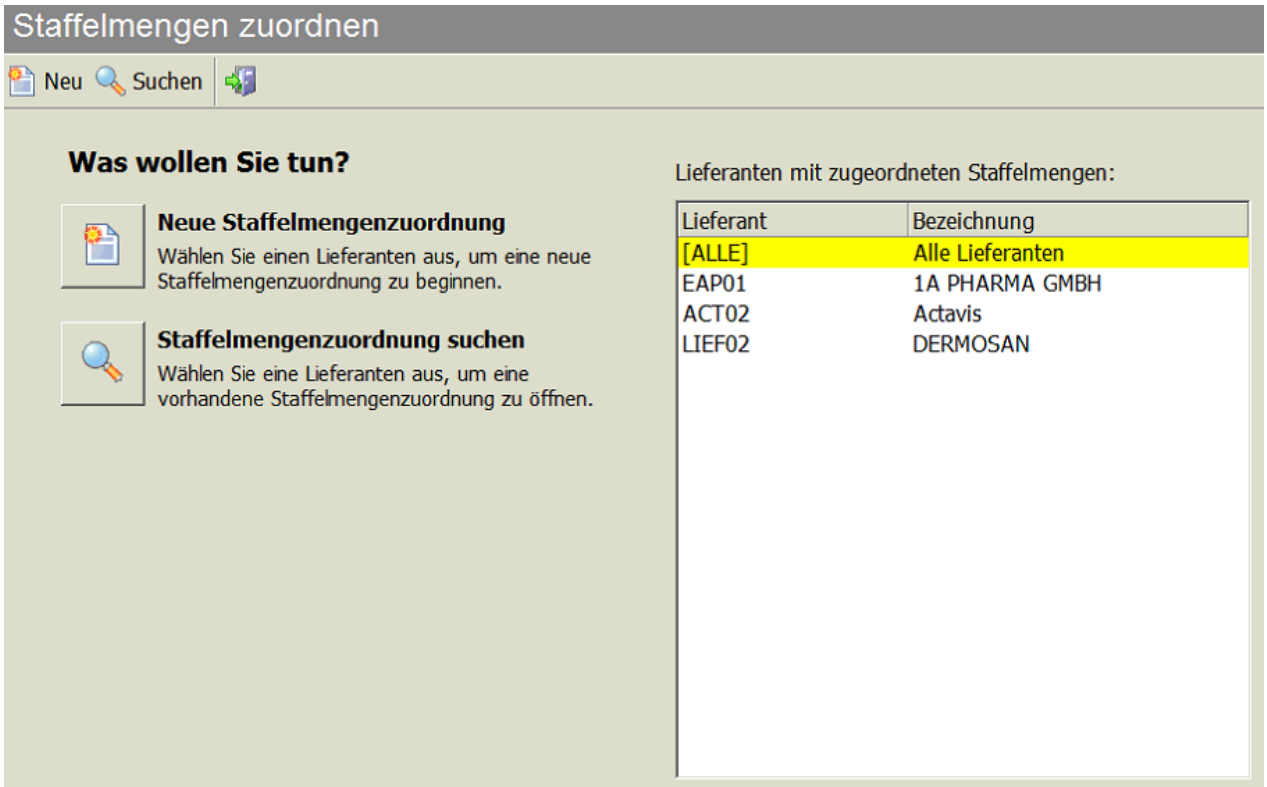 Staffelmengen zuordnen
Neu Suchen
Was wollen Sie tun?
Neue Staffelmengenzuordnung
Wählen Sie einen Lieferanten aus, um eine neue
Staffelmengenzuordnung zu beginnen.
Staffelmengenzuordnung suchen
Wählen Sie eine Lieferanten aus, um eine
vorhandene Staffelmengenzuordnung zu öffnen.
Lieferanten mit zugeordneten Staffelmengen:
Lieferant Bezeichnung
[ALLE] Alle Lieferanten
EAP01 1A PHARMA GMBH
ACT02 Actavis
LIEF02 DERMOSAN